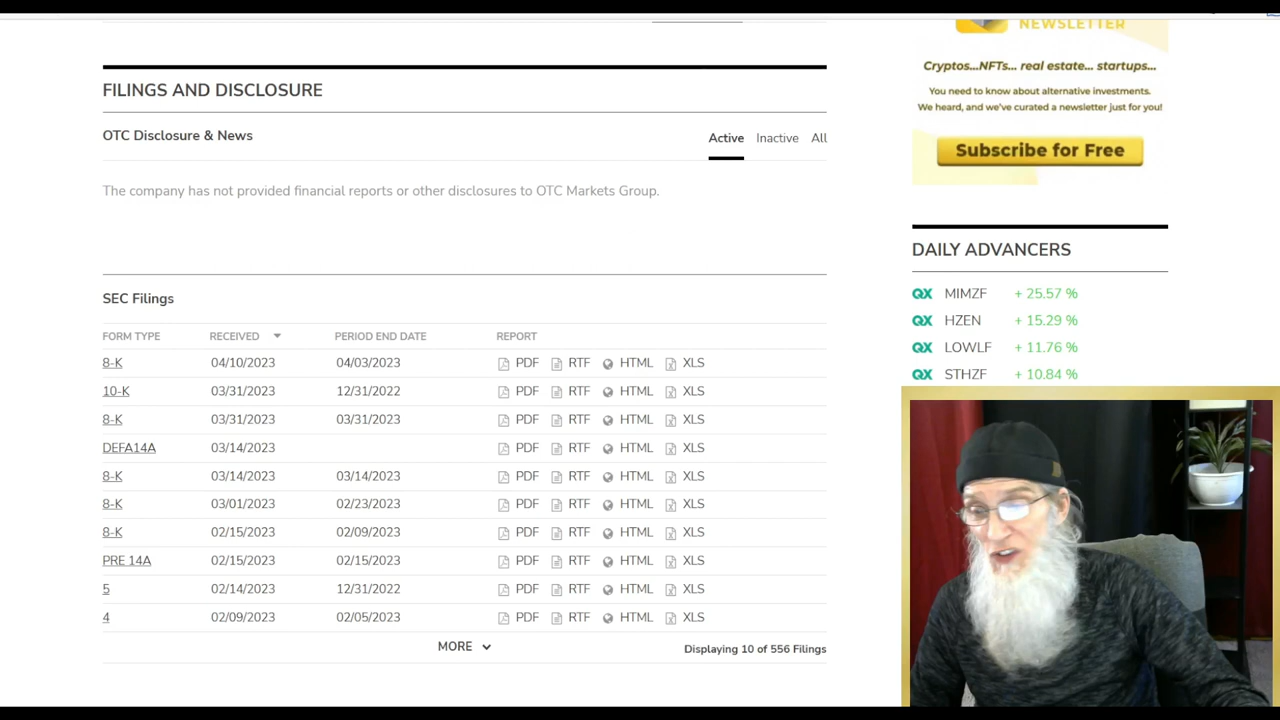 FILINGS AND DISCLOSURE
OTC Disclosure & News
Active Inactive All
The company has not provided financial reports or other disclosures to OTC Markets Group.
SEC Filings
FORM TYPE RECEIVED PERIOD END DATE REPORT
8-K 04/10/2023 04/03/2023 PDF RTF HTML XLS
10-K 03/31/2023 12/31/2022 PDF RTF HTML XLS
8-K 03/31/2023 03/31/2023 PDF RTF HTML XLS
DEFA14A 03/14/2023 PDF RTF HTML XLS
8-K 03/14/2023 03/14/2023 PDF RTF HTML XLS
8-K 03/01/2023 02/23/2023 PDF RTF HTML XLS
8-K 02/15/2023 02/09/2023 PDF RTF HTML XLS
PRE 14A 02/15/2023 02/15/2023 PDF RTF HTML XLS
5 02/14/2023 12/31/2022 PDF RTF HTML XLS
4 02/09/2023 02/05/2023 PDF RTF HTML XLS
MORE
Displaying 10 of 556 Filings
NEWSLETTER
Cryptos...NFTs... real estate... startups...
You need to know about alternative investments.
We heard, and we've curated a newsletter just for you!
Subscribe for Free
DAILY ADVANCERS
QX MIMZF + 25.57 %
QX HZEN + 15.29 %
QX LOWLF + 11.76 %
QX STHZF + 10.84 %